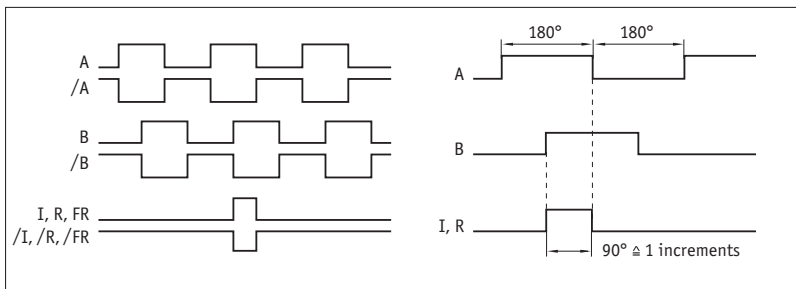 A
/A
B
/B
I, R, FR
/I, /R, /FR
180° 180°
A
B
I, R
90° ≙ 1 increments